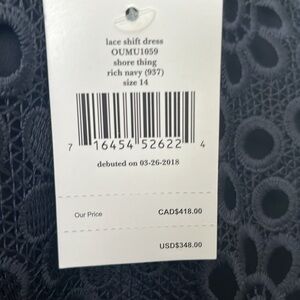 lace shift dress
OUMU1059
shore thing
rich navy (937)
size 14
7 16454 52622 4
debuted on 03-26-2018
Our Price CAD$418.00
USD$348.00